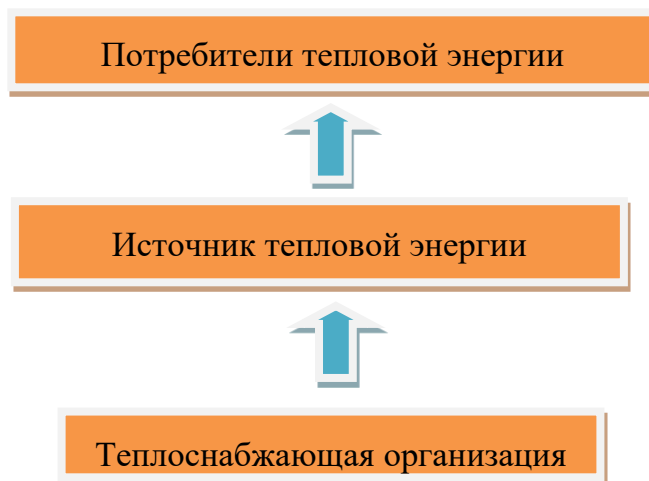 Потребители тепловой энергии
Источник тепловой энергии
Теплоснабжающая организация